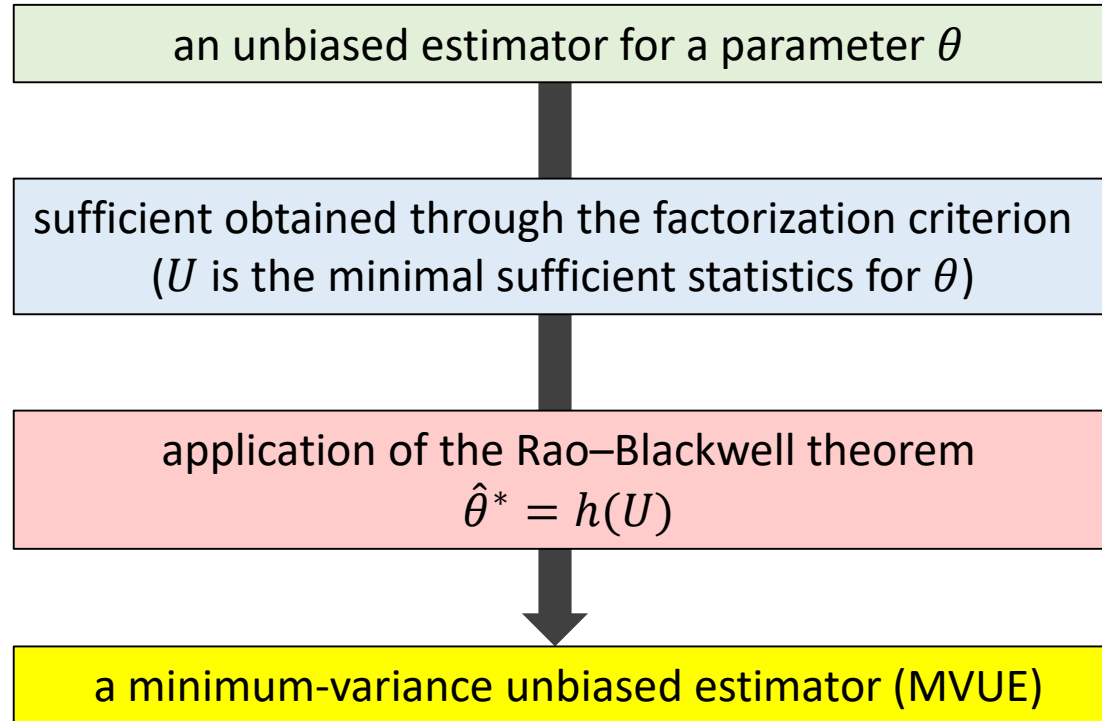 an unbiased estimator for a parameter 𝜃
sufficient obtained through the factorization criterion
(𝑈 is the minimal sufficient statistics for 𝜃)
application of the Rao–Blackwell theorem
𝜃̂* = ℎ(𝑈)
a minimum-variance unbiased estimator (MVUE)